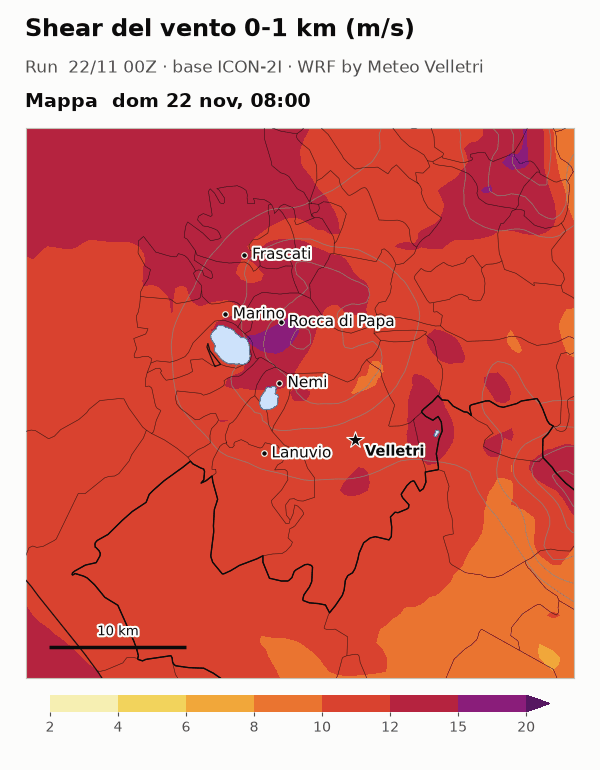 Shear del vento 0-1 km (m/s)
Run  22/11 00Z · base ICON-2I · WRF by Meteo Velletri
Mappa  dom 22 nov, 08:00
Frascati
Marino
Rocca di Papa
Nemi
Velletri
Lanuvio
10 km
2 4 6 8 10 12 15 20